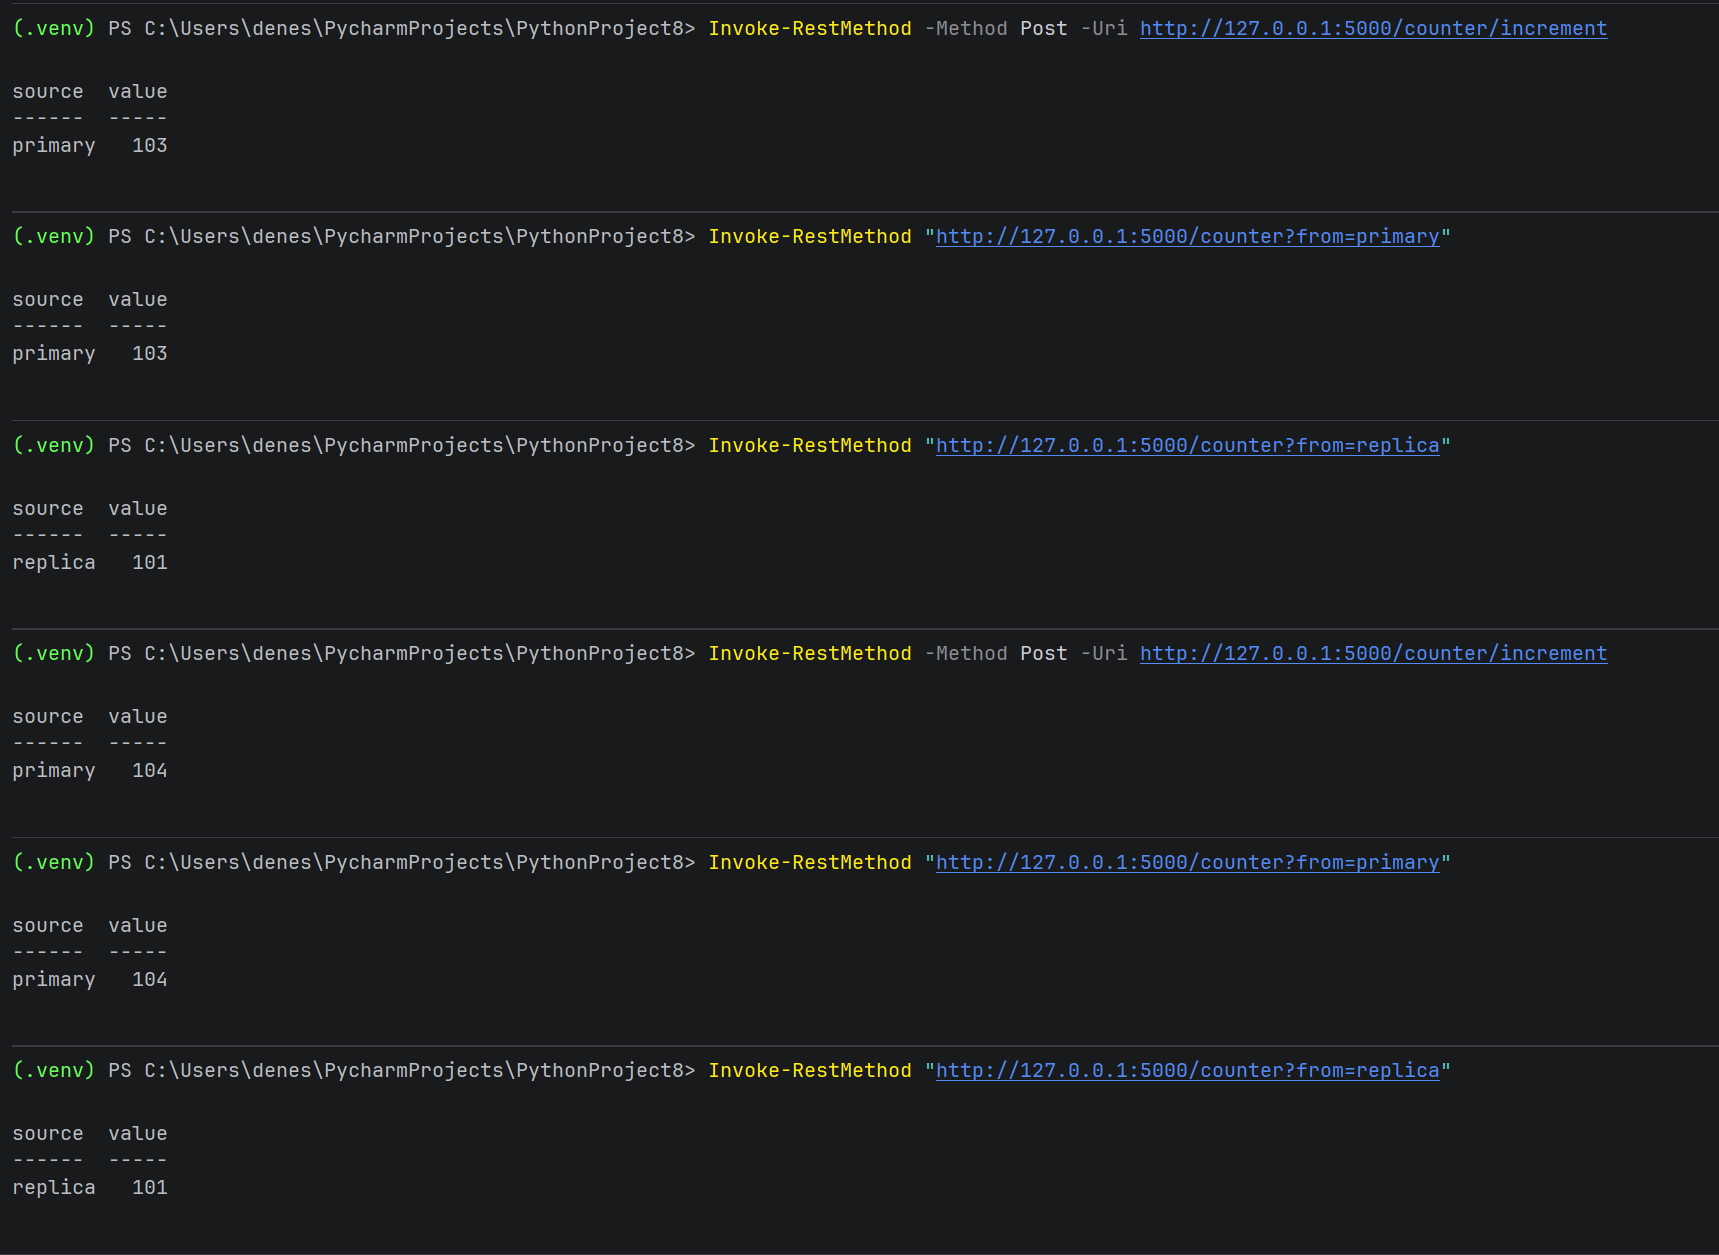 (.venv) PS C:\Users\denes\PycharmProjects\PythonProject8> Invoke-RestMethod -Method Post -Uri http://127.0.0.1:5000/counter/increment
source  value
------  -----
primary   103
(.venv) PS C:\Users\denes\PycharmProjects\PythonProject8> Invoke-RestMethod "http://127.0.0.1:5000/counter?from=primary"
source  value
------  -----
primary   103
(.venv) PS C:\Users\denes\PycharmProjects\PythonProject8> Invoke-RestMethod "http://127.0.0.1:5000/counter?from=replica"
source  value
------  -----
replica   101
(.venv) PS C:\Users\denes\PycharmProjects\PythonProject8> Invoke-RestMethod -Method Post -Uri http://127.0.0.1:5000/counter/increment
source  value
------  -----
primary   104
(.venv) PS C:\Users\denes\PycharmProjects\PythonProject8> Invoke-RestMethod "http://127.0.0.1:5000/counter?from=primary"
source  value
------  -----
primary   104
(.venv) PS C:\Users\denes\PycharmProjects\PythonProject8> Invoke-RestMethod "http://127.0.0.1:5000/counter?from=replica"
source  value
------  -----
replica   101